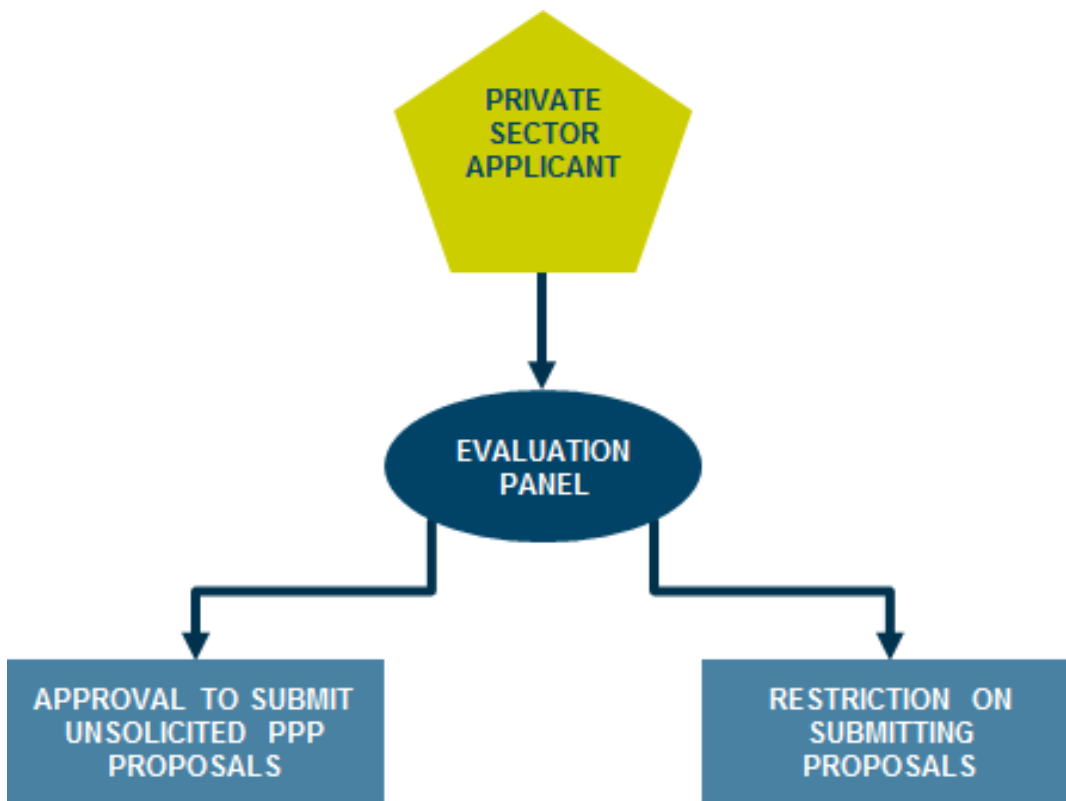 PRIVATE
SECTOR
APPLICANT
EVALUATION
PANEL
APPROVAL TO SUBMIT
UNSOLICITED PPP
PROPOSALS
RESTRICTION ON
SUBMITTING
PROPOSALS